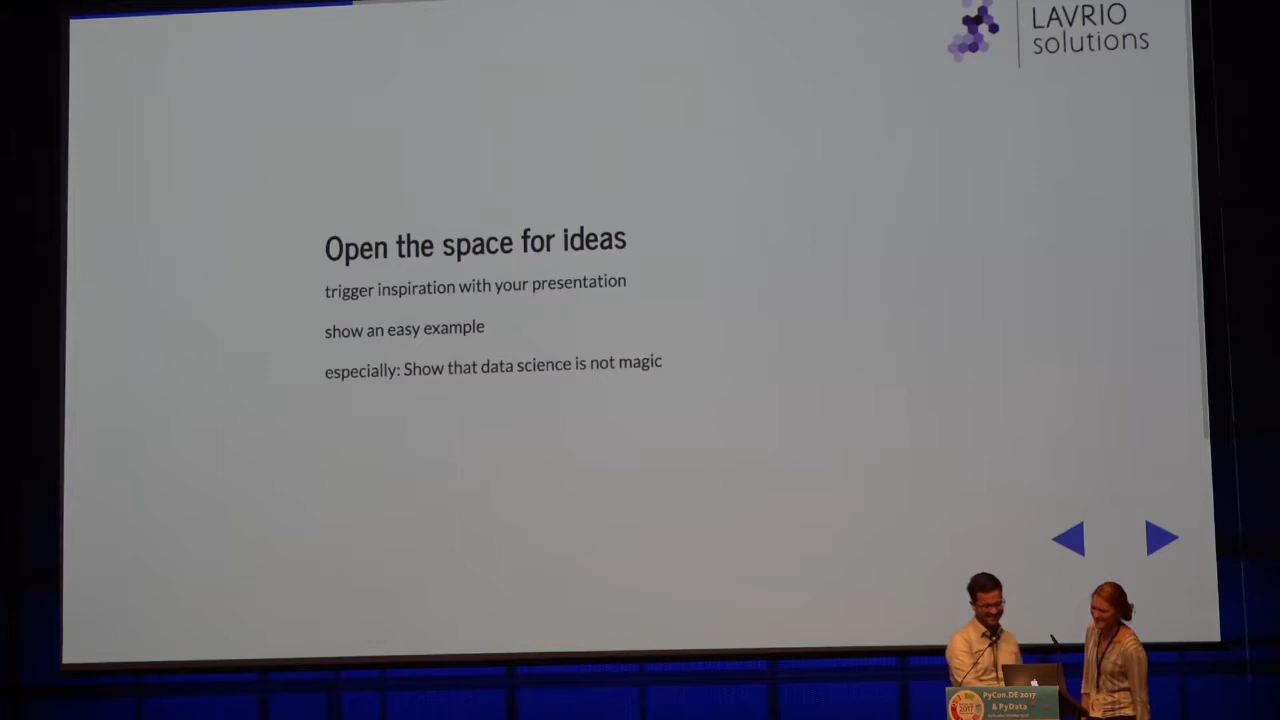 LAVRIO
solutions
Open the space for ideas
trigger inspiration with your presentation
show an easy example
especially: Show that data science is not magic
PyCon.DE 2017
& PyData
2017